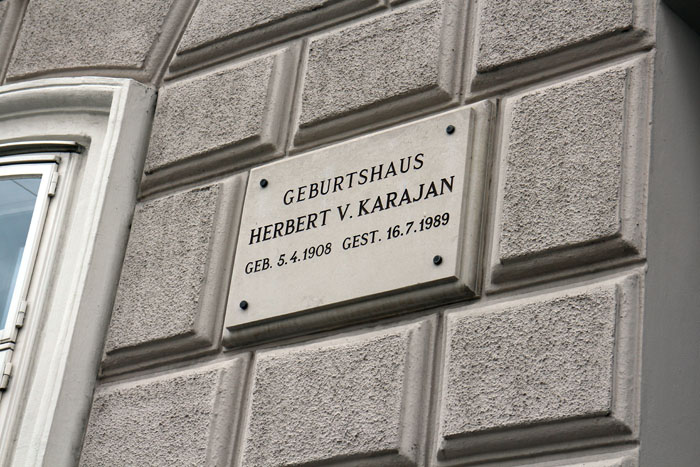 GEBURTSHAUS
HERBERT V. KARAJAN
GEB. 5.4.1908 GEST. 16.7.1989